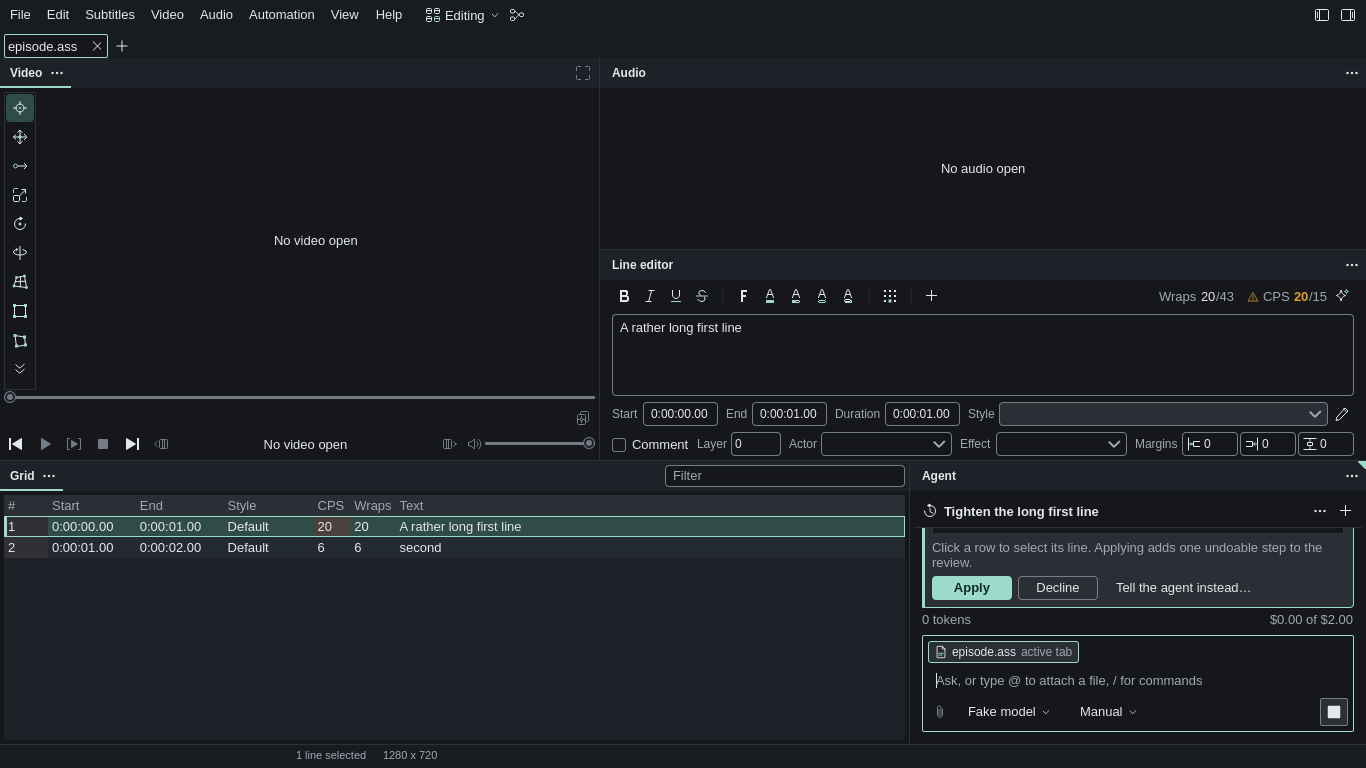 File Edit Subtitles Video Audio Automation View Help Editing
episode.ass
Video
No video open
No video open
Audio
No audio open
Line editor
B I U S F A A A A Wraps 20/43 CPS 20/15
A rather long first line
Start 0:00:00.00 End 0:00:01.00 Duration 0:00:01.00 Style
Comment Layer 0 Actor Effect Margins 0 0 0
Grid Filter
# Start End Style CPS Wraps Text
1 0:00:00.00 0:00:01.00 Default 20 20 A rather long first line
2 0:00:01.00 0:00:02.00 Default 6 6 second
Agent
Tighten the long first line
Click a row to select its line. Applying adds one undoable step to the
review.
Apply Decline Tell the agent instead…
0 tokens $0.00 of $2.00
episode.ass active tab
Ask, or type @ to attach a file, / for commands
Fake model Manual
1 line selected 1280 x 720